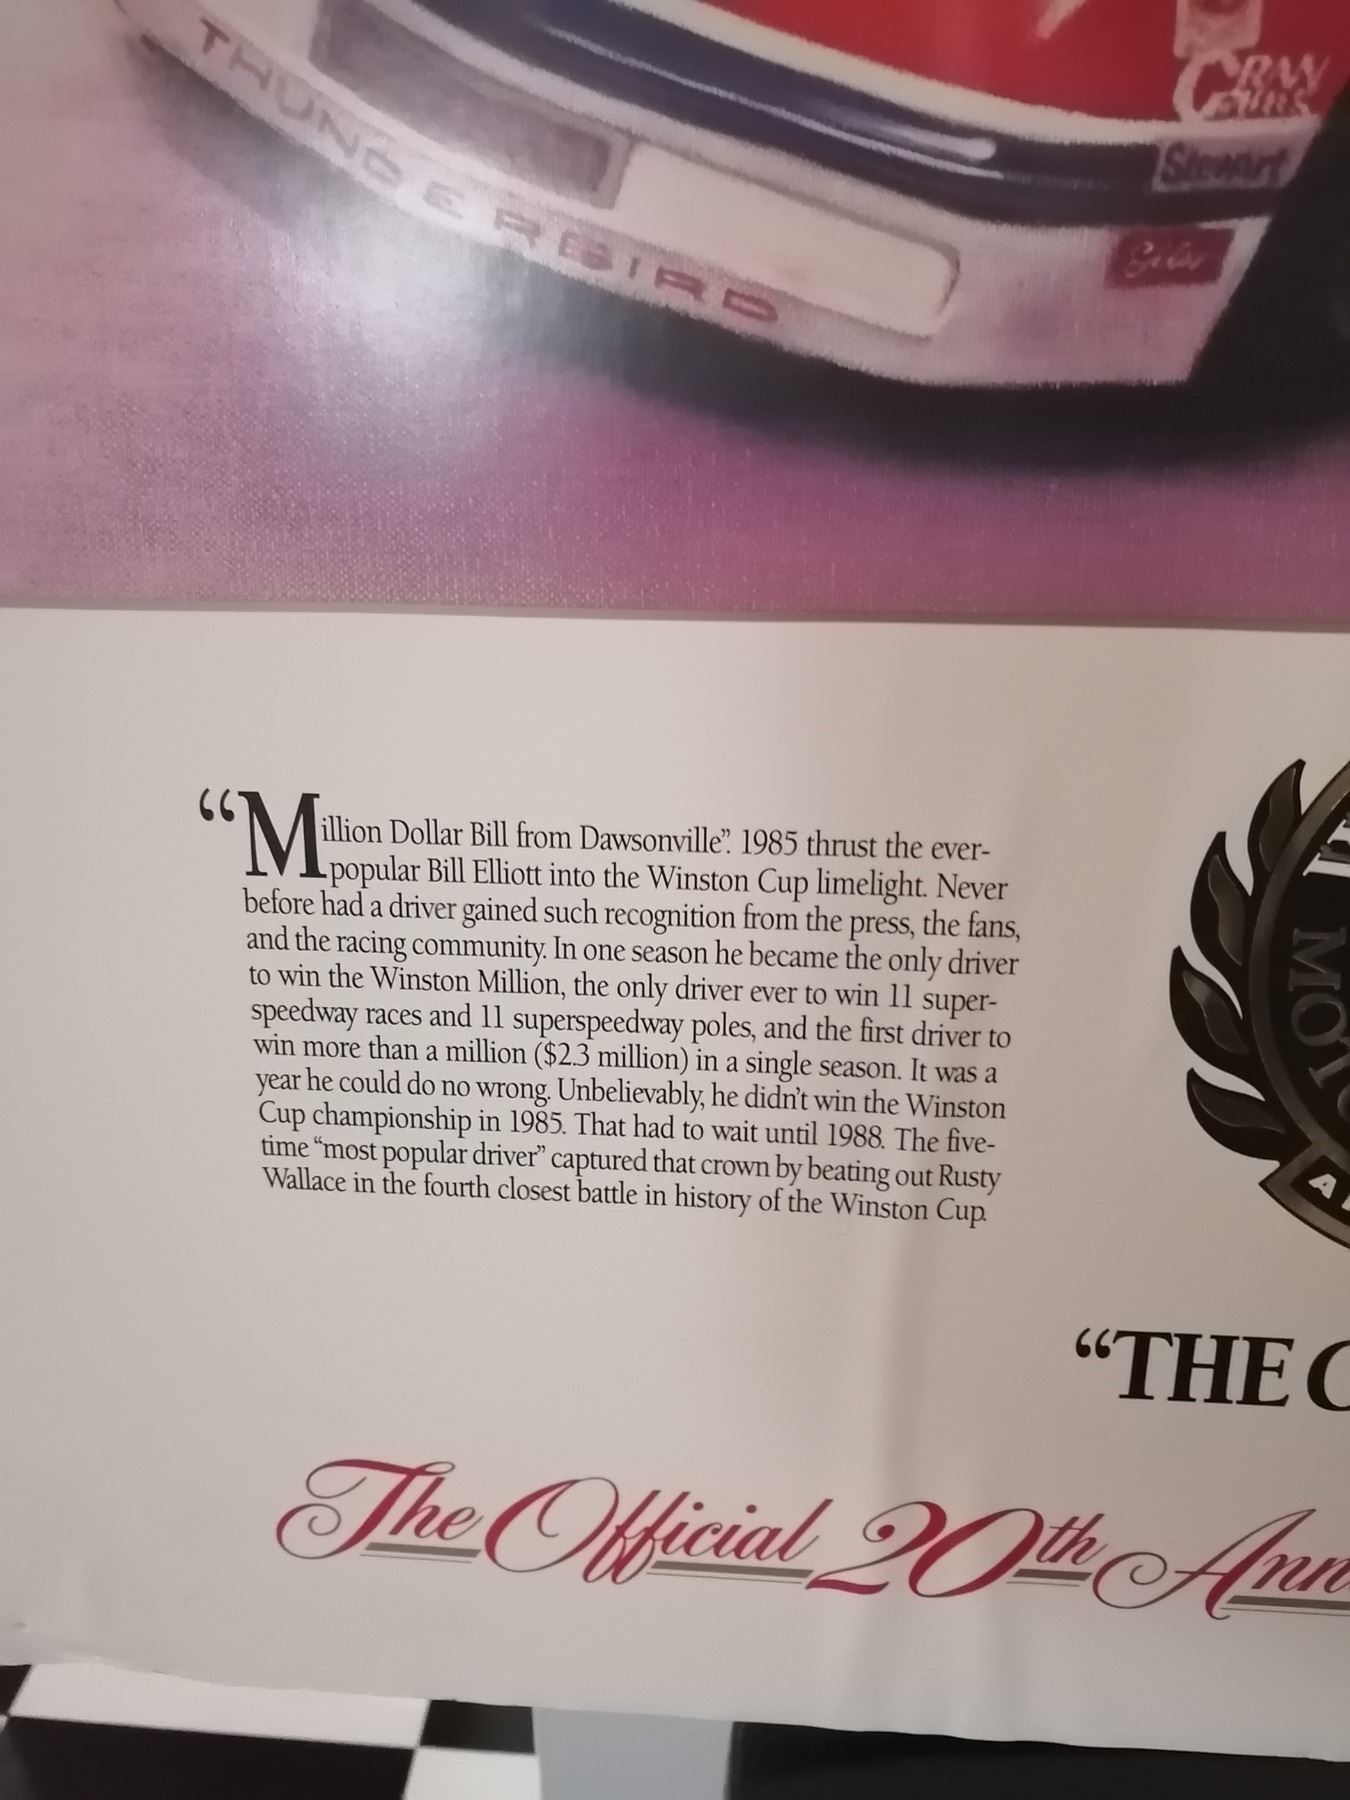 THUNDERBIRD
Stewart
"Million Dollar Bill from Dawsonville". 1985 thrust the ever-
popular Bill Elliott into the Winston Cup limelight. Never
before had a driver gained such recognition from the press, the fans,
and the racing community. In one season he became the only driver
to win the Winston Million, the only driver ever to win 11 super-
speedway races and 11 superspeedway poles, and the first driver to
win more than a million ($2.3 million) in a single season. It was a
year he could do no wrong. Unbelievably, he didn't win the Winston
Cup championship in 1985. That had to wait until 1988. The five-
time "most popular driver" captured that crown by beating out Rusty
Wallace in the fourth closest battle in history of the Winston Cup.
"THE
The Official 20th Ann